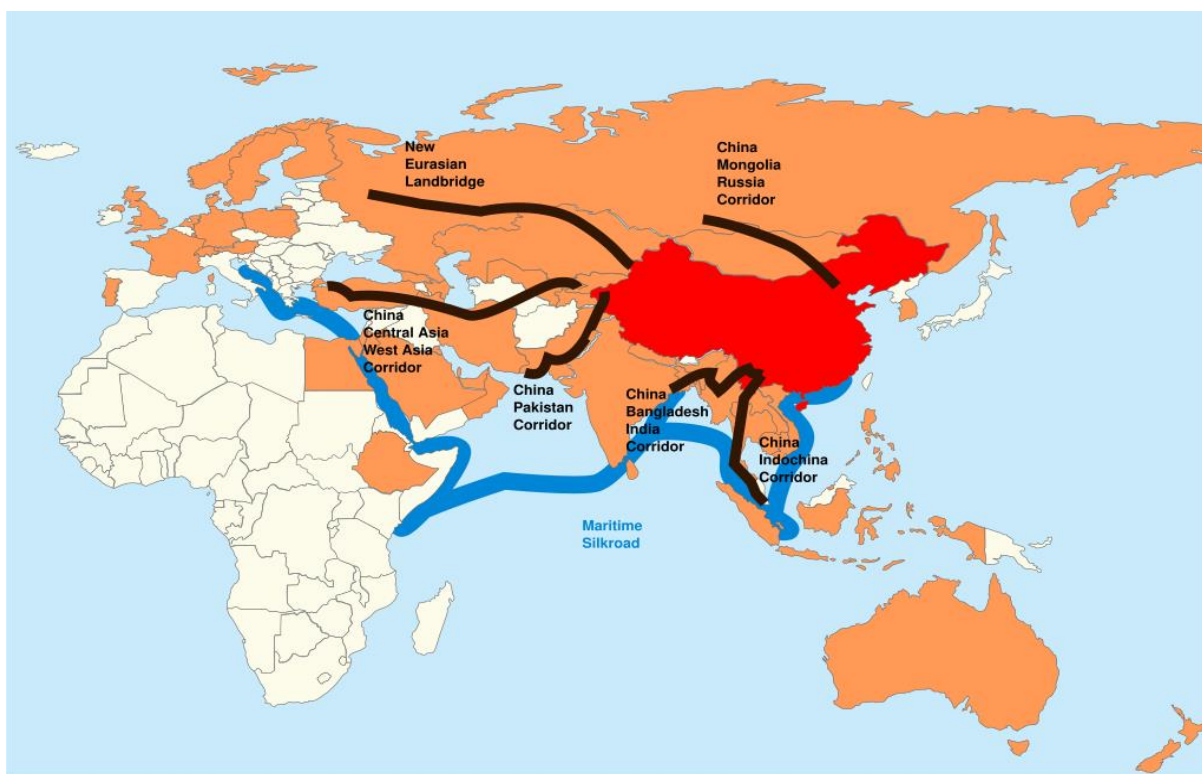 New
Eurasian
Landbridge
China
Mongolia
Russia
Corridor
China
Central Asia
West Asia
Corridor
China
Pakistan
Corridor
China
Bangladesh
India
Corridor
China
Indochina
Corridor
Maritime
Silkroad